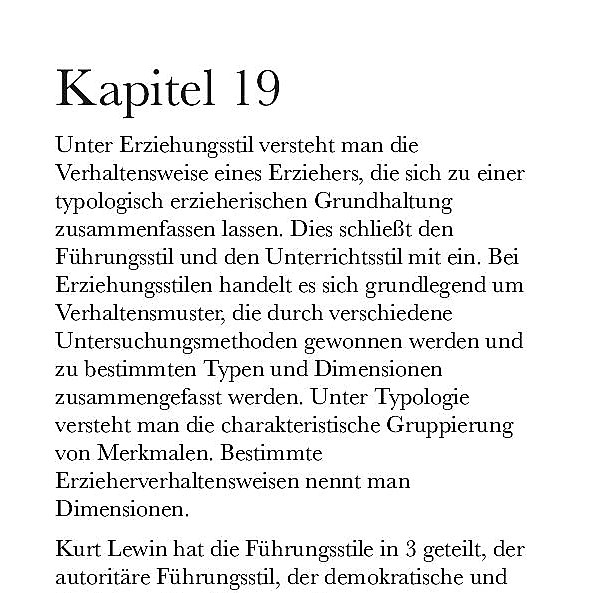 Kapitel 19
Unter Erziehungsstil versteht man die
Verhaltensweise eines Erziehers, die sich zu einer
typologisch erzieherischen Grundhaltung
zusammenfassen lassen. Dies schließt den
Führungsstil und den Unterrichtsstil mit ein. Bei
Erziehungsstilen handelt es sich grundlegend um
Verhaltensmuster, die durch verschiedene
Untersuchungsmethoden gewonnen werden und
zu bestimmten Typen und Dimensionen
zusammengefasst werden. Unter Typologie
versteht man die charakteristische Gruppierung
von Merkmalen. Bestimmte
Erzieherverhaltensweisen nennt man
Dimensionen.
Kurt Lewin hat die Führungsstile in 3 geteilt, der
autoritäre Führungsstil, der demokratische und